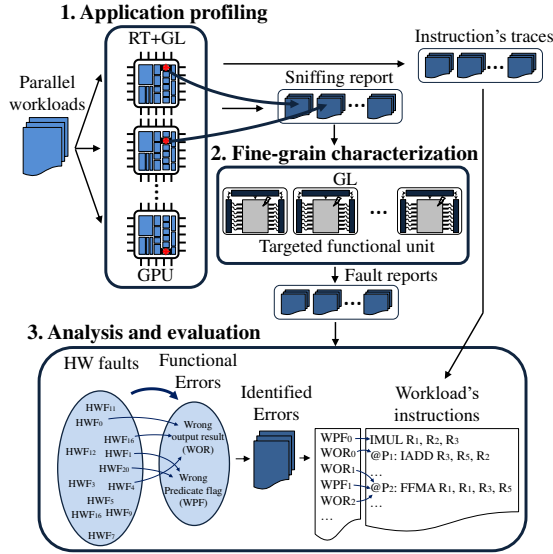 1. Application profiling
RT+GL
Instruction's traces
Parallel
workloads
Sniffing report
...
...
2. Fine-grain characterization
GL
...
Targeted functional unit
GPU
Fault reports
...
3. Analysis and evaluation
HW faults
Functional
Errors
Identified
Errors
Workload's
instructions
HWF11
HWF0
HWF16
HWF12
HWF1
HWF20
HWF3
HWF4
HWF5
HWF16
HWF9
HWF7
Wrong
output result
(WOR)
Wrong
Predicate flag
(WPF)
WPF0
WOR0
WOR1
WPF1
WOR2
...
IMUL R1, R2, R3
@P1: IADD R3, R5, R2
...
@P2: FFMA R1, R1, R3, R5
...